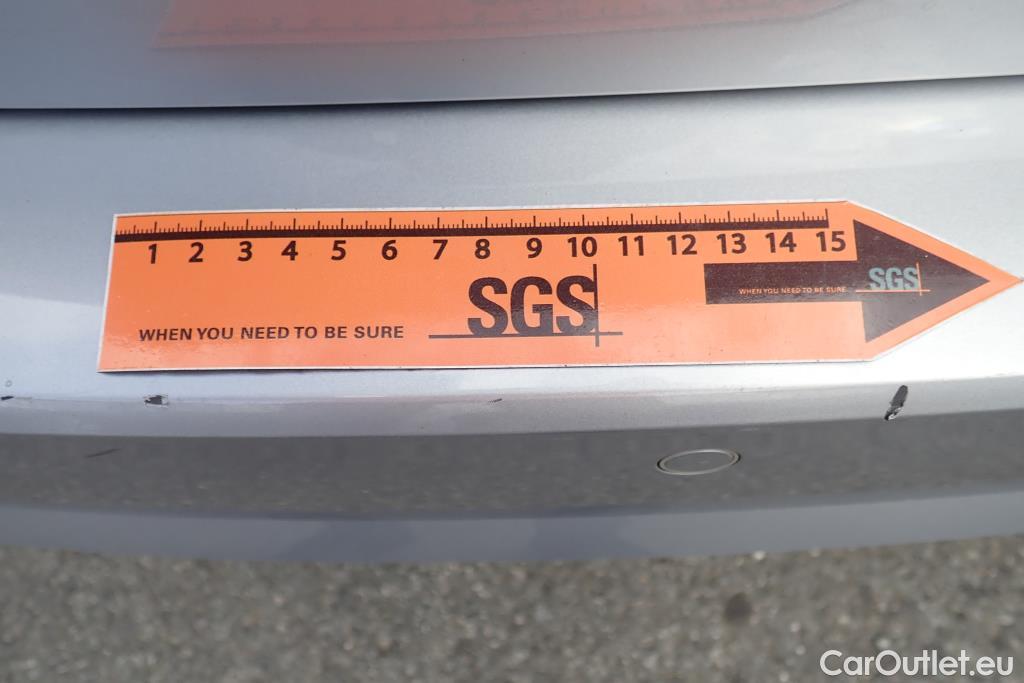 1 2 3 4 5 6 7 8 9 10 11 12 13 14 15
WHEN YOU NEED TO BE SURE
SGS
WHEN YOU NEED TO BE SURE
SGS
CarOutlet.eu